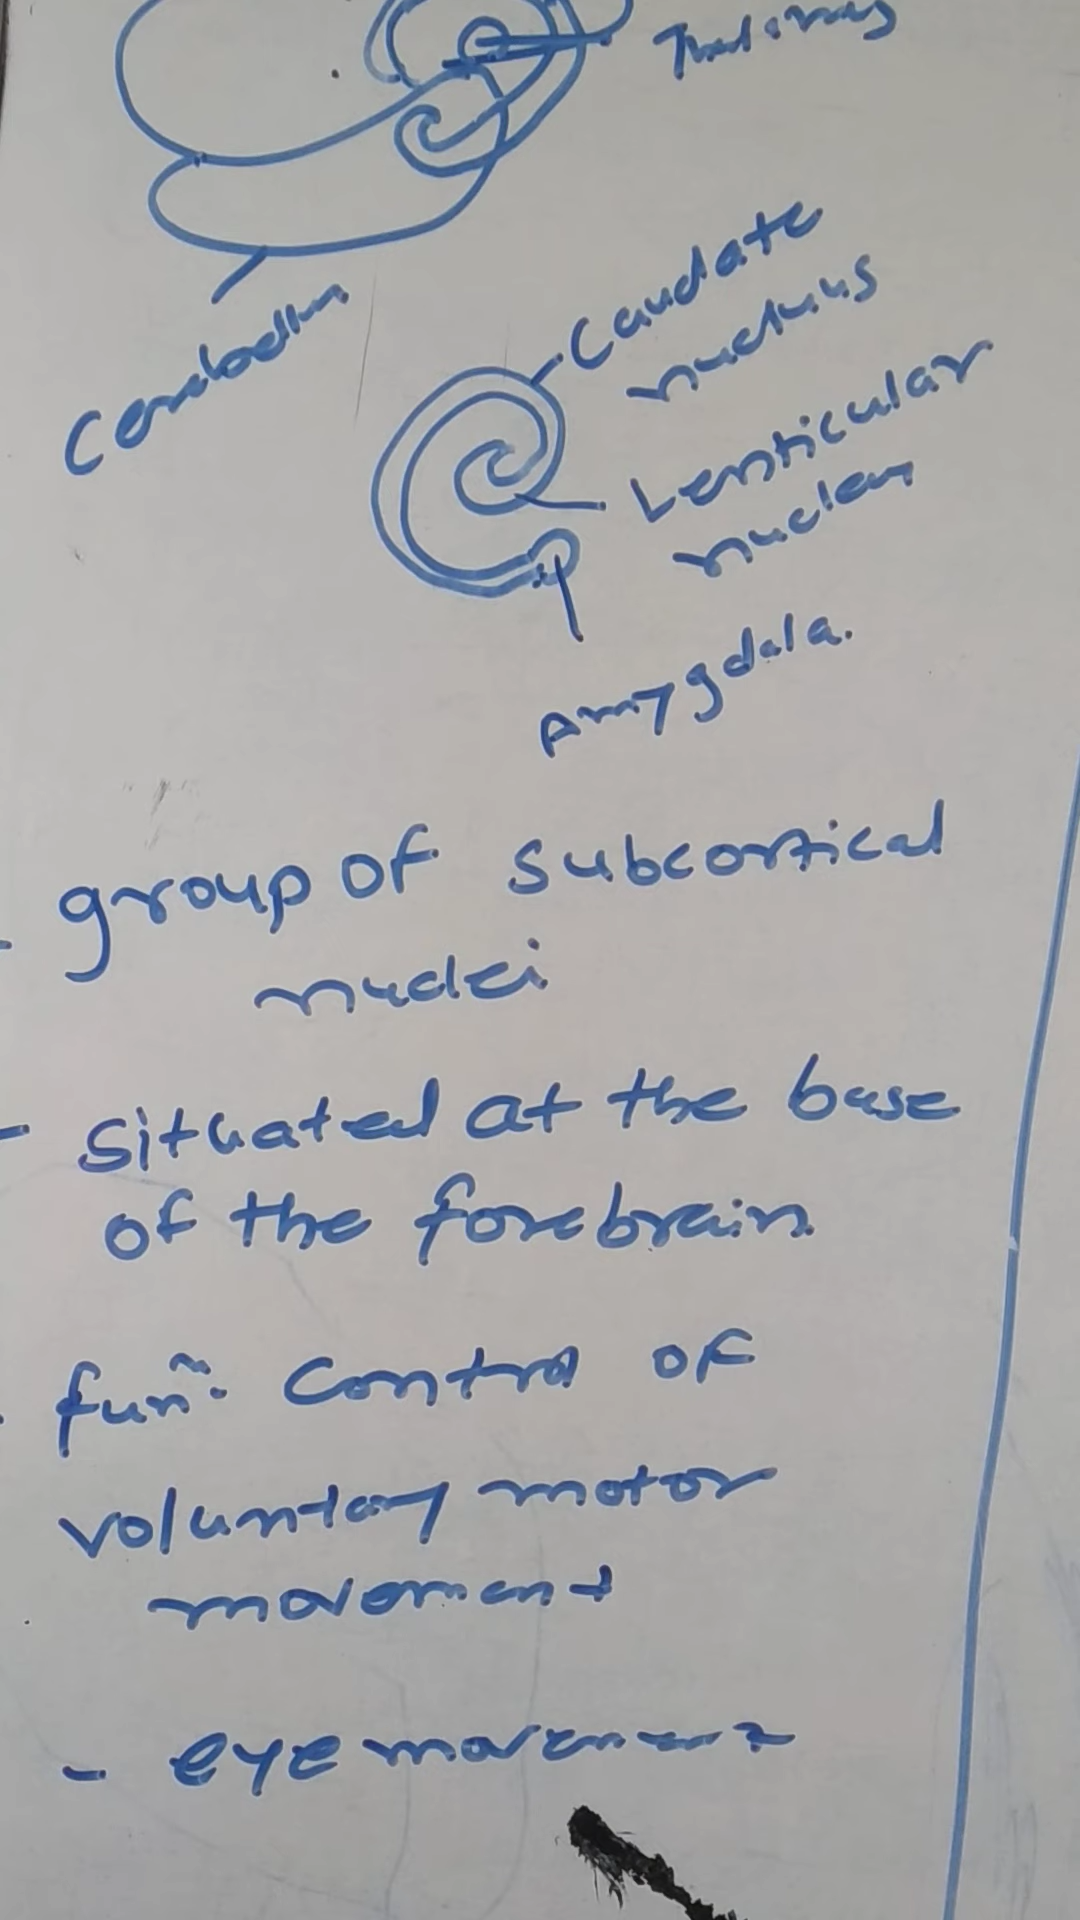 Thalamus
Cerebellum
Caudate
nucleus
Lenticular
nucleus
Amygdala.
- group of subcortical
nuclei
- situated at the base
of the forebrain.
- funⁿ. Control of
voluntary motor
movement
- eye movement